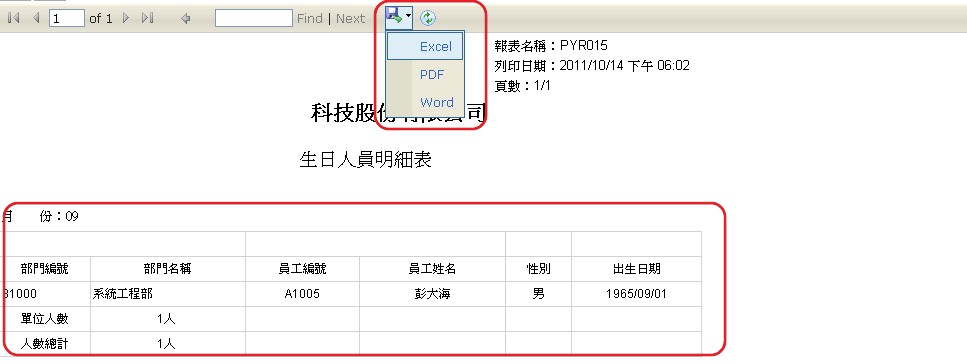 1 of 1 Find | Next
Excel
PDF
Word
報表名稱：PYR015
列印日期：2011/10/14 下午 06:02
頁數：1/1
科技股份有限公司
生日人員明細表
月 份：09
部門編號 部門名稱 員工編號 員工姓名 性別 出生日期
31000 系統工程部 A1005 彭大海 男 1965/09/01
單位人數 1人
人數總計 1人